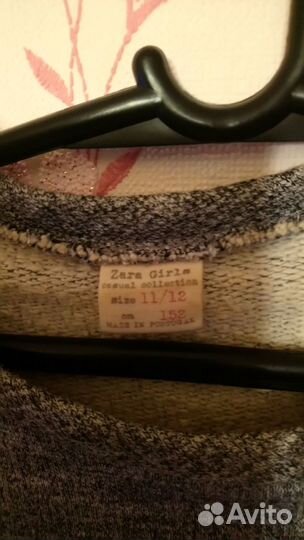 Zara Girls
casual collection
size 11/12
cm 152
MADE IN PORTUGAL
Avito